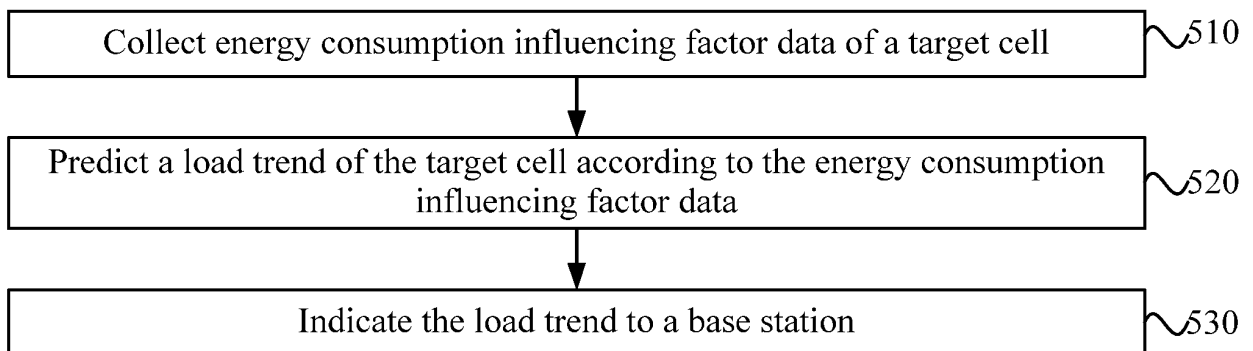 Collect energy consumption influencing factor data of a target cell
510
Predict a load trend of the target cell according to the energy consumption
influencing factor data
520
Indicate the load trend to a base station
530